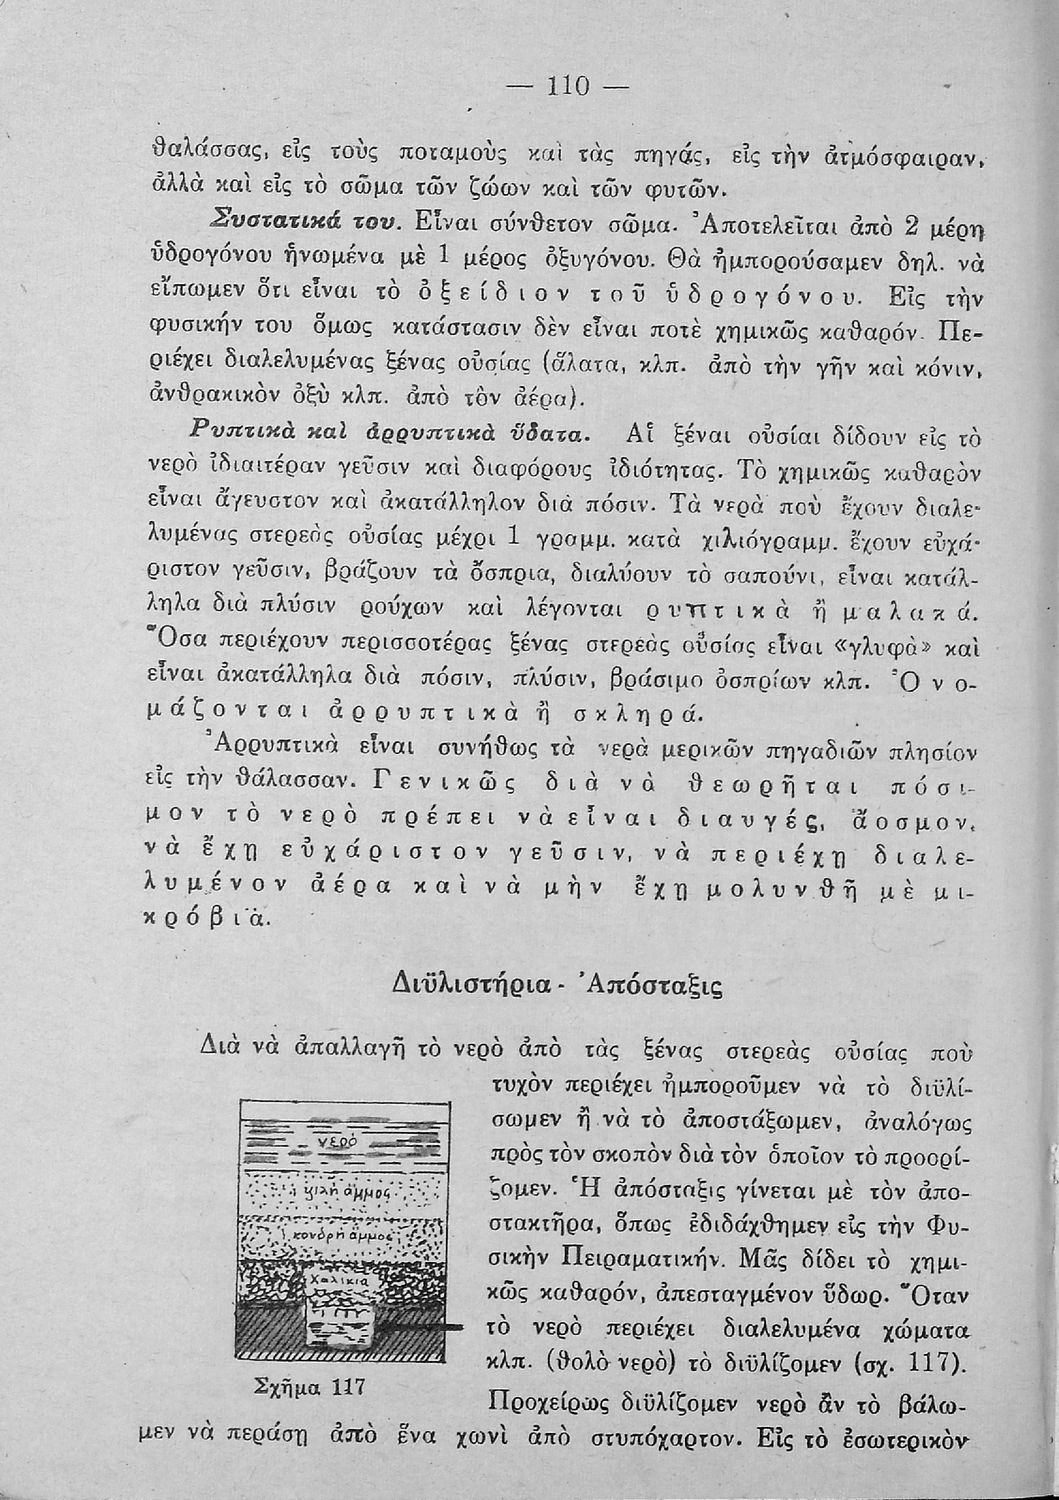 — 110 —
θαλάσσας, εἰς τοὺς ποταμοὺς καὶ τὰς πηγάς, εἰς τὴν ἀτμόσφαιραν,
ἀλλὰ καὶ εἰς τὸ σῶμα τῶν ζώων καὶ τῶν φυτῶν.
Συστατικά του. Εἶναι σύνθετον σῶμα. Ἀποτελεῖται ἀπὸ 2 μέρη
ὑδρογόνου ἡνωμένα μὲ 1 μέρος ὀξυγόνου. Θὰ ἠμπορούσαμεν δηλ. νὰ
εἴπωμεν ὅτι εἶναι τὸ ὀξείδιον τοῦ ὑδρογόνου. Εἰς τὴν
φυσικήν του ὅμως κατάστασιν δὲν εἶναι ποτὲ χημικῶς καθαρόν. Πε-
ριέχει διαλελυμένας ξένας οὐσίας (ἅλατα, κλπ. ἀπὸ τὴν γῆν καὶ κόνιν,
ἀνθρακικὸν ὀξὺ κλπ. ἀπὸ τὸν ἀέρα).
Ρυπτικὰ καὶ ἀρρυπτικὰ ὕδατα. Αἱ ξέναι οὐσίαι δίδουν εἰς τὸ
νερὸ ἰδιαιτέραν γεῦσιν καὶ διαφόρους ἰδιότητας. Τὸ χημικῶς καθαρὸν
εἶναι ἄγευστον καὶ ἀκατάλληλον διὰ πόσιν. Τὰ νερὰ ποὺ ἔχουν διαλε-
λυμένας στερεὰς οὐσίας μέχρι 1 γραμμ. κατὰ χιλιόγραμμ. ἔχουν εὐχά-
ριστον γεῦσιν, βράζουν τὰ ὄσπρια, διαλύουν τὸ σαπούνι, εἶναι κατάλ-
ληλα διὰ πλύσιν ρούχων καὶ λέγονται ρυπτικὰ ἢ μαλακά.
Ὅσα περιέχουν περισσοτέρας ξένας στερεὰς οὐσίας εἶναι «γλυφὰ» καὶ
εἶναι ἀκατάλληλα διὰ πόσιν, πλύσιν, βράσιμο ὀσπρίων κλπ. Ὀνο-
μάζονται ἀρρυπτικὰ ἢ σκληρά.
Ἀρρυπτικὰ εἶναι συνήθως τὰ νερὰ μερικῶν πηγαδιῶν πλησίον
εἰς τὴν θάλασσαν. Γενικῶς διὰ νὰ θεωρῆται πόσι-
μον τὸ νερὸ πρέπει νὰ εἶναι διαυγές, ἄοσμον,
νὰ ἔχῃ εὐχάριστον γεῦσιν, νὰ περιέχῃ διαλε-
λυμένον ἀέρα καὶ νὰ μὴν ἔχῃ μολυνθῆ μὲ μι-
κρόβια.
Διϋλιστήρια - Ἀπόσταξις
Διὰ νὰ ἀπαλλαγῆ τὸ νερὸ ἀπὸ τὰς ξένας στερεὰς οὐσίας ποὺ
τυχὸν περιέχει ἠμποροῦμεν νὰ τὸ διϋλί-
σωμεν ἢ νὰ τὸ ἀποστάξωμεν, ἀναλόγως
πρὸς τὸν σκοπὸν διὰ τὸν ὁποῖον τὸ προορί-
ζομεν. Ἡ ἀπόσταξις γίνεται μὲ τὸν ἀπο-
στακτῆρα, ὅπως ἐδιδάχθημεν εἰς τὴν Φυ-
σικὴν Πειραματικήν. Μᾶς δίδει τὸ χημι-
κῶς καθαρόν, ἀπεσταγμένον ὕδωρ. Ὅταν
τὸ νερὸ περιέχει διαλελυμένα χώματα
κλπ. (θολὸ νερὸ) τὸ διϋλίζομεν (σχ. 117).
Προχείρως διϋλίζομεν νερὸ ἂν τὸ βάλω-
μεν νὰ περάση ἀπὸ ἕνα χωνὶ ἀπὸ στυπόχαρτον. Εἰς τὸ ἐσωτερικὸν
νερό
ψιλὴ ἄμμος
κονδρὴ ἄμμος
χαλίκια
Σχῆμα 117